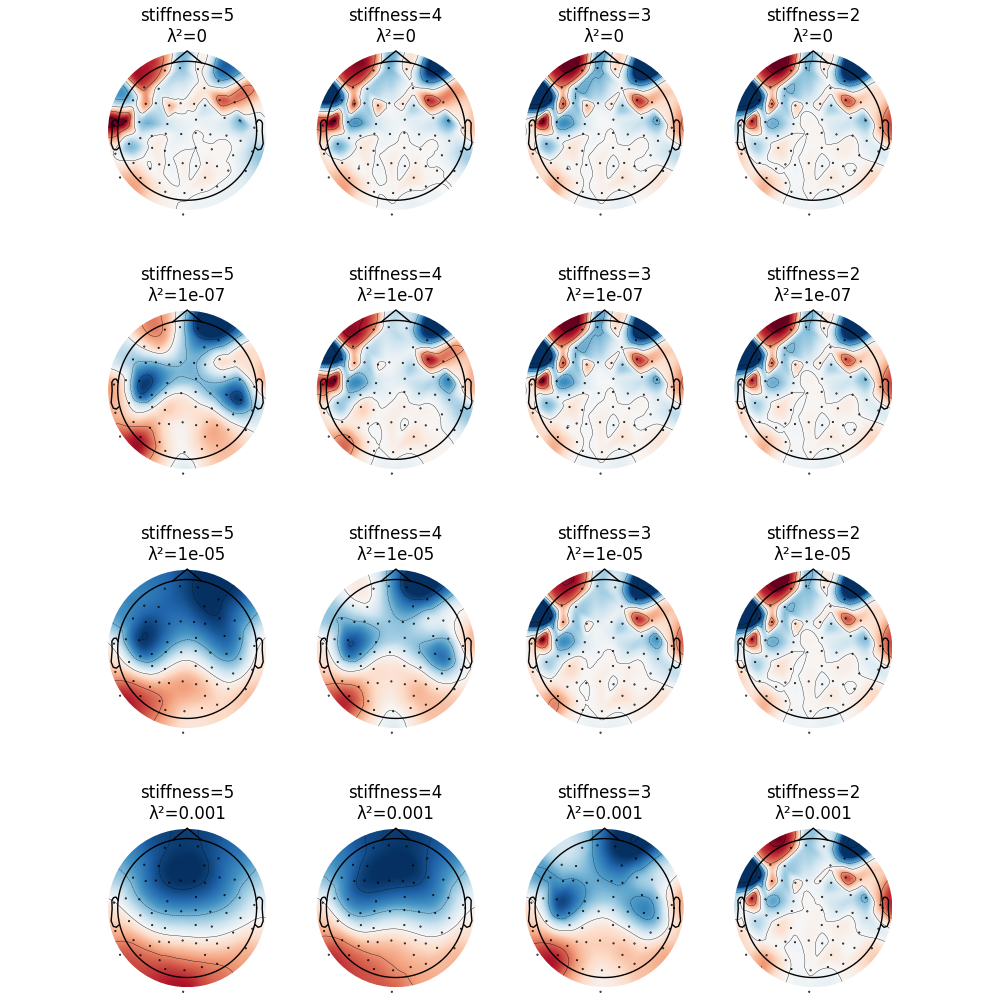 stiffness=5
λ²=0
stiffness=4
λ²=0
stiffness=3
λ²=0
stiffness=2
λ²=0
stiffness=5
λ²=1e-07
stiffness=4
λ²=1e-07
stiffness=3
λ²=1e-07
stiffness=2
λ²=1e-07
stiffness=5
λ²=1e-05
stiffness=4
λ²=1e-05
stiffness=3
λ²=1e-05
stiffness=2
λ²=1e-05
stiffness=5
λ²=0.001
stiffness=4
λ²=0.001
stiffness=3
λ²=0.001
stiffness=2
λ²=0.001